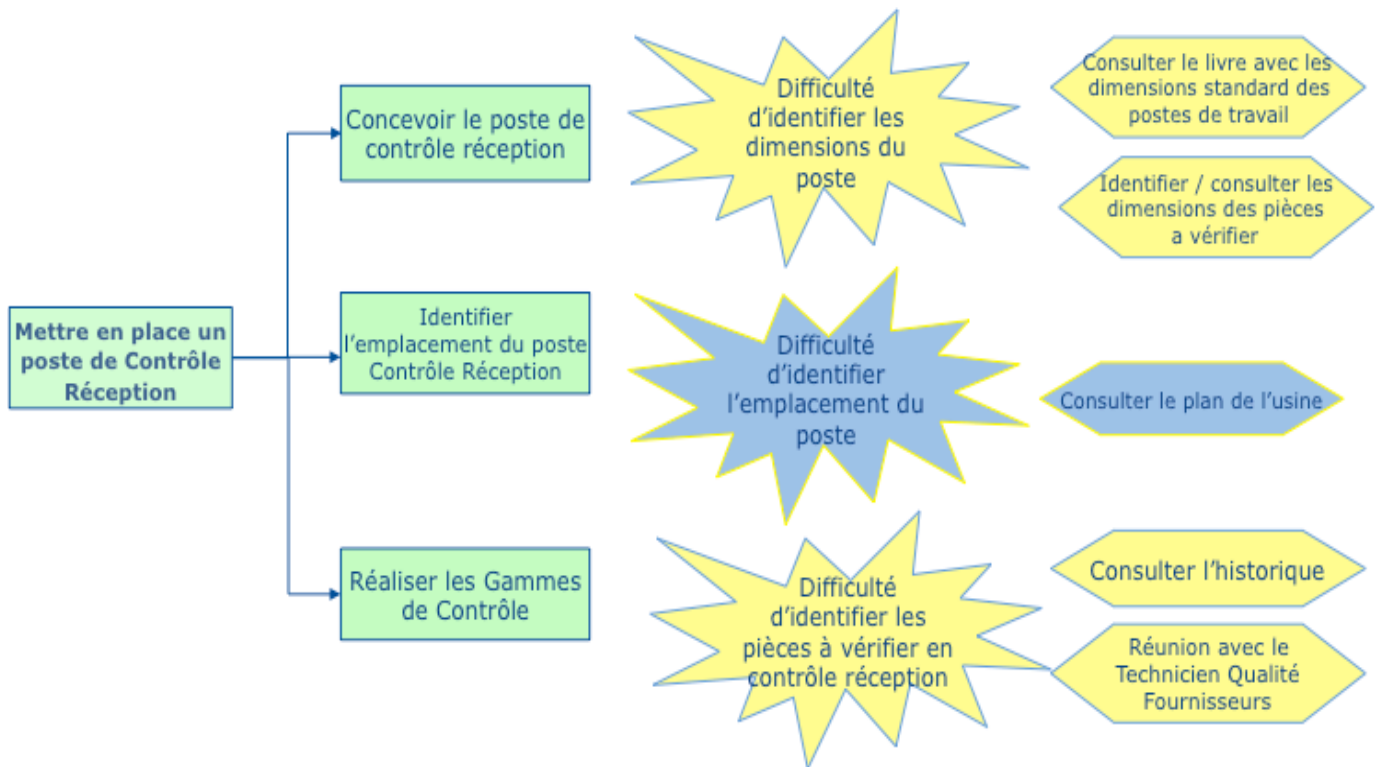 Mettre en place un
poste de Contrôle
Réception
Concevoir le poste de
contrôle réception
Difficulté
d'identifier les
dimensions du
poste
Consulter le livre avec les
dimensions standard des
postes de travail
Identifier / consulter les
dimensions des pièces
a vérifier
Identifier
l'emplacement du poste
Contrôle Réception
Difficulté
d'identifier
l'emplacement du
poste
Consulter le plan de l'usine
Réaliser les Gammes
de Contrôle
Difficulté
d'identifier les
pièces à vérifier en
contrôle réception
Consulter l'historique
Réunion avec le
Technicien Qualité
Fournisseurs